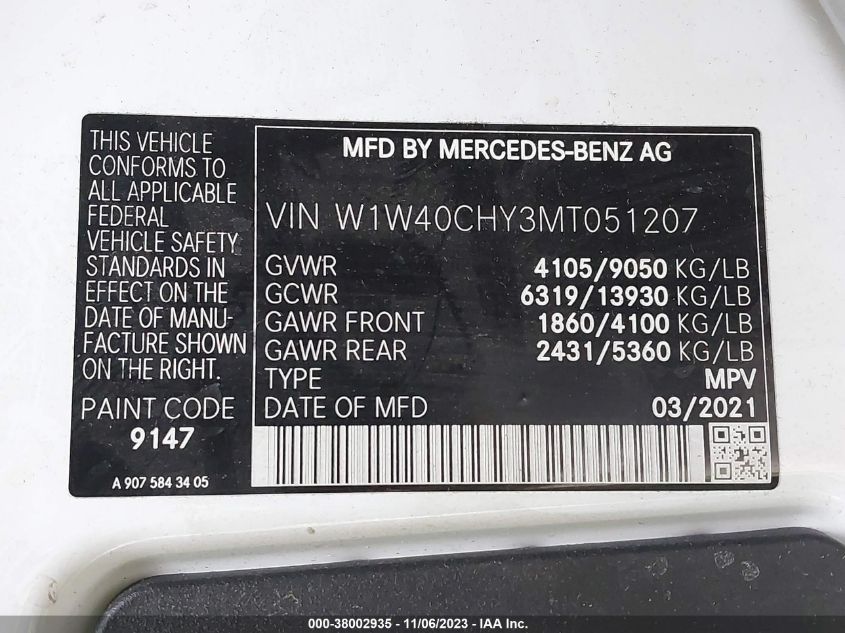 THIS VEHICLE
CONFORMS TO
ALL APPLICABLE
FEDERAL
VEHICLE SAFETY
STANDARDS IN
EFFECT ON THE
DATE OF MANU-
FACTURE SHOWN
ON THE RIGHT.
PAINT CODE
9147
A 907 584 34 05
MFD BY MERCEDES-BENZ AG
VIN W1W40CHY3MT051207
GVWR 4105/9050 KG/LB
GCWR 6319/13930 KG/LB
GAWR FRONT 1860/4100 KG/LB
GAWR REAR 2431/5360 KG/LB
TYPE MPV
DATE OF MFD 03/2021
000-38002935 - 11/06/2023 - IAA Inc.